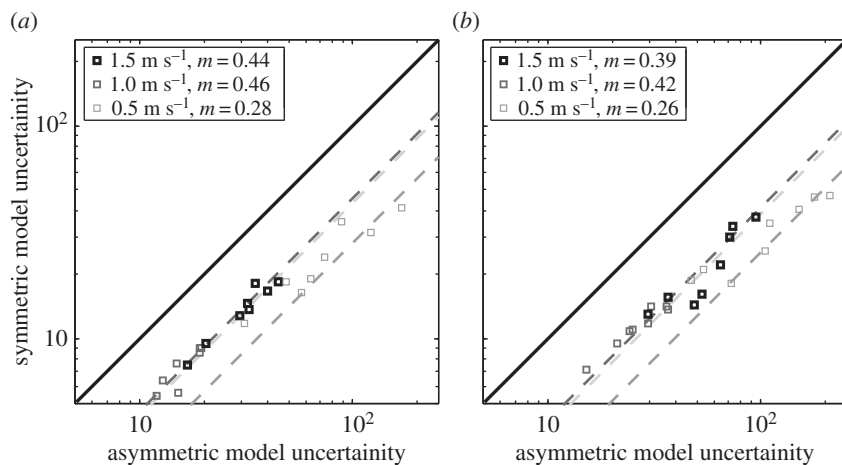 (a)
1.5 m s⁻¹, m = 0.44
1.0 m s⁻¹, m = 0.46
0.5 m s⁻¹, m = 0.28
symmetric model uncertainity
10²
10
10
10²
asymmetric model uncertainity
(b)
1.5 m s⁻¹, m = 0.39
1.0 m s⁻¹, m = 0.42
0.5 m s⁻¹, m = 0.26
10
10²
asymmetric model uncertainity